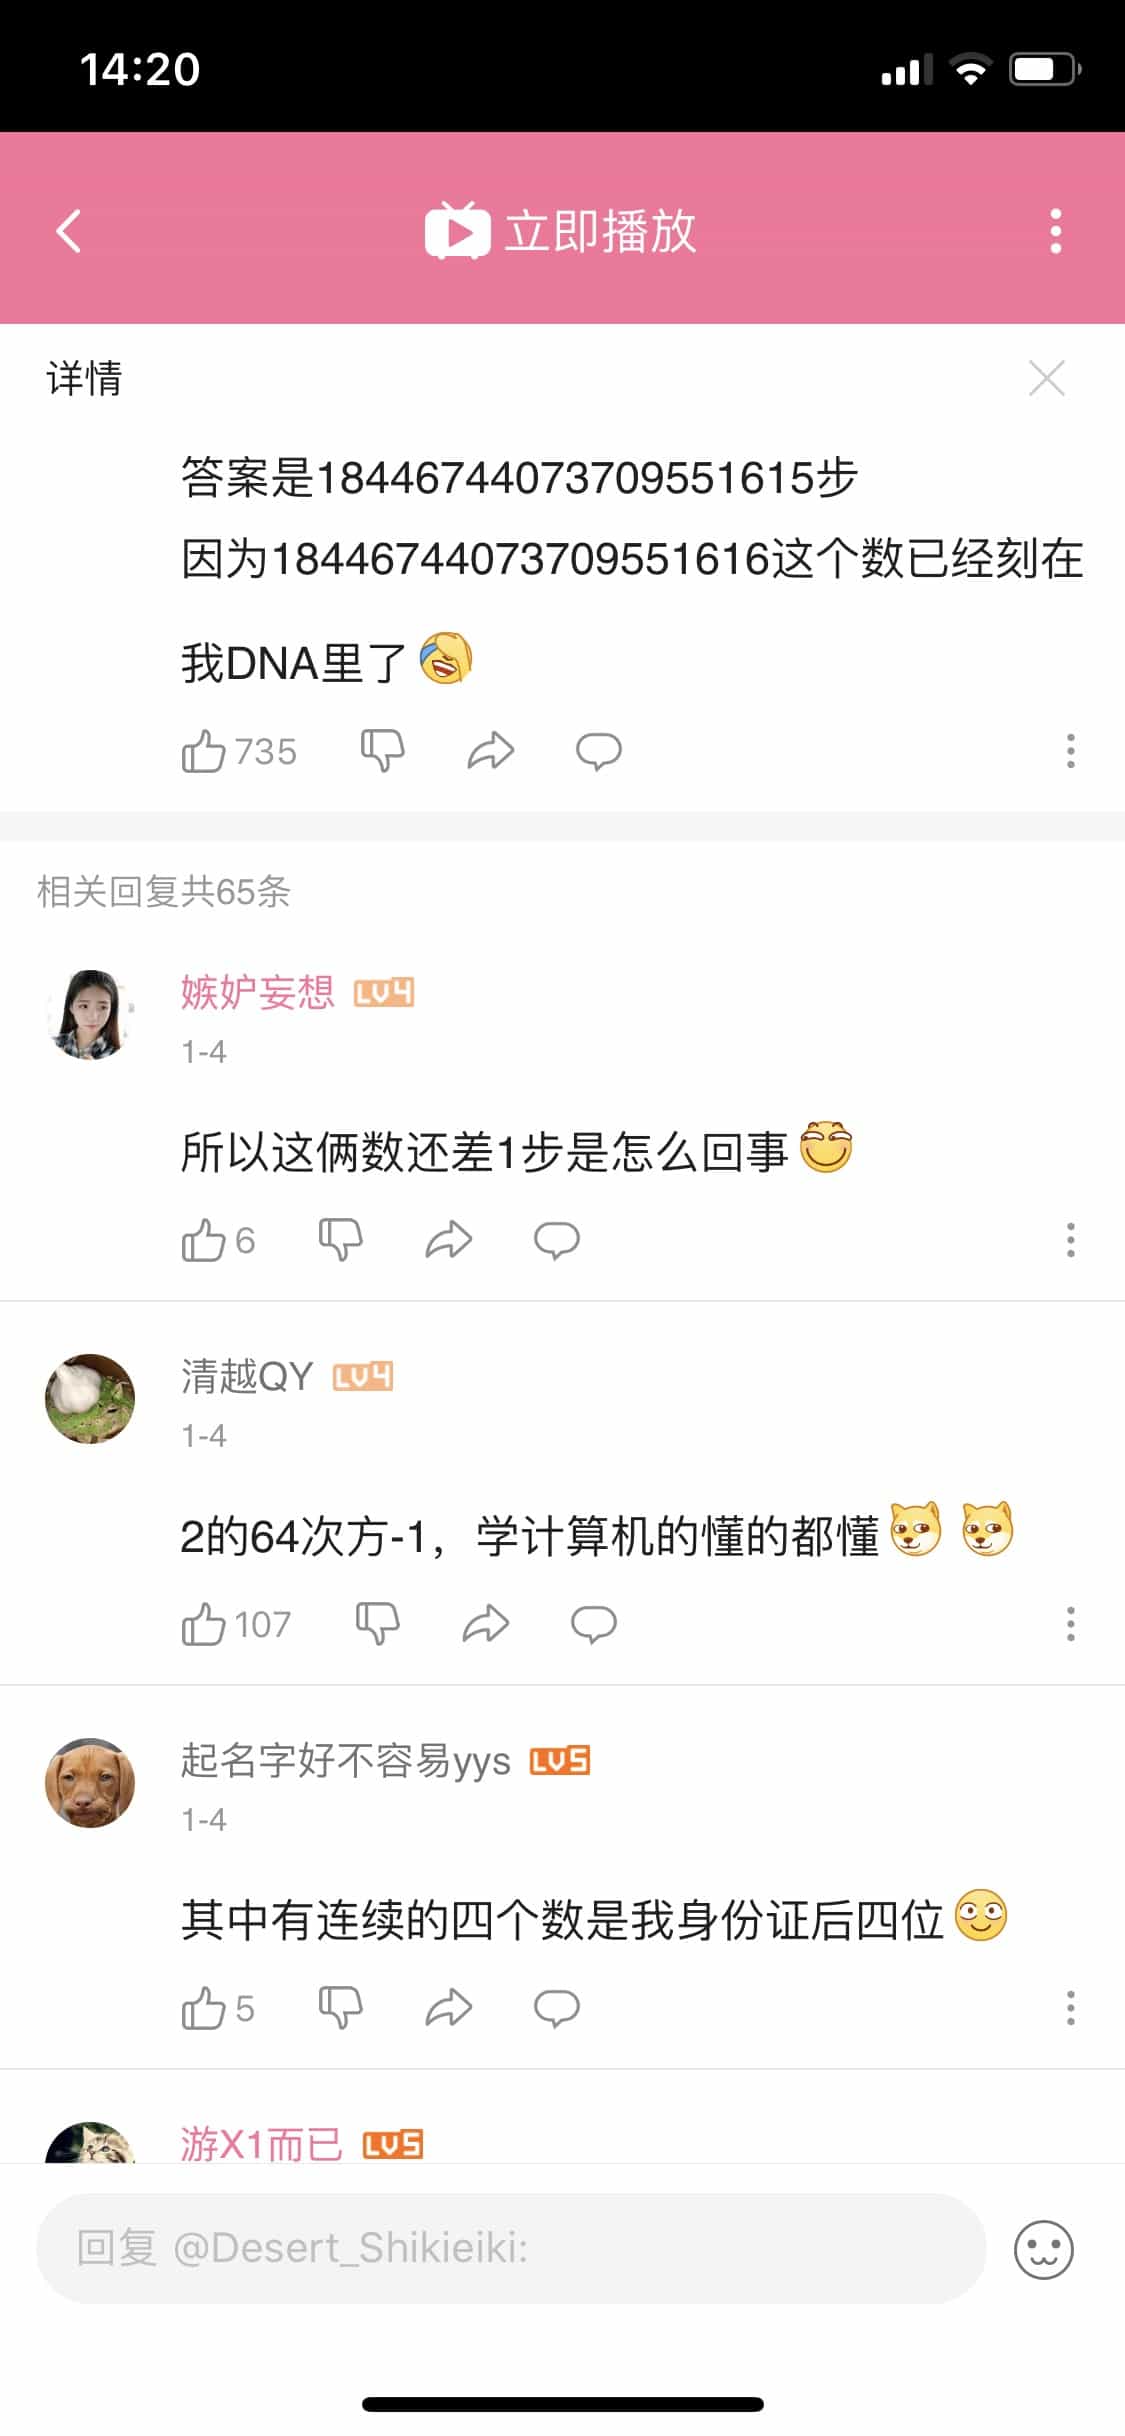 14:20
立即播放
详情
答案是18446744073709551615步
因为18446744073709551616这个数已经刻在
我DNA里了
735
相关回复共65条
嫉妒妄想 LV4
1-4
所以这俩数还差1步是怎么回事
6
清越QY LV4
1-4
2的64次方-1，学计算机的懂的都懂
107
起名字好不容易yys LV5
1-4
其中有连续的四个数是我身份证后四位
5
游X1而已 LV5
回复 @Desert_Shikieiki: